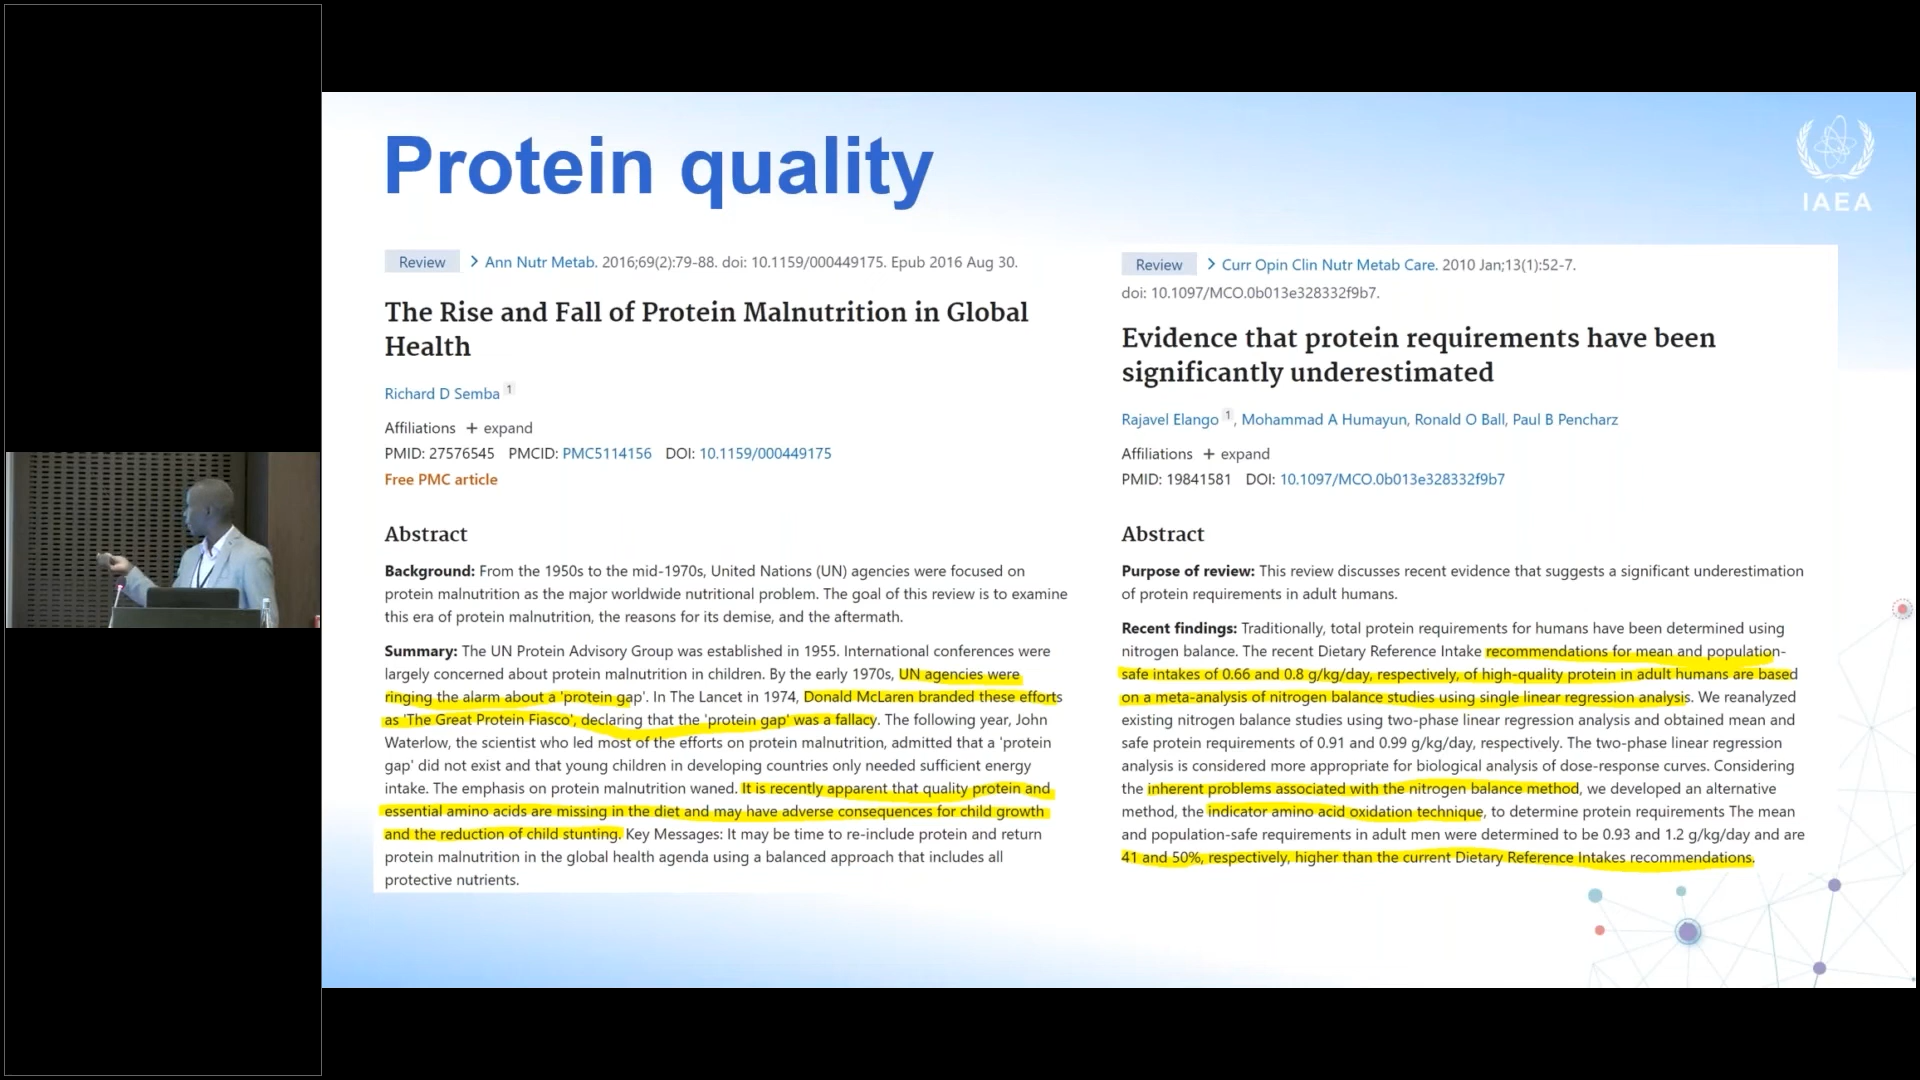 Protein quality
IAEA
Review > Ann Nutr Metab. 2016;69(2):79-88. doi: 10.1159/000449175. Epub 2016 Aug 30.
The Rise and Fall of Protein Malnutrition in Global
Health
Richard D Semba 1
Affiliations + expand
PMID: 27576545 PMCID: PMC5114156 DOI: 10.1159/000449175
Free PMC article
Abstract
Background: From the 1950s to the mid-1970s, United Nations (UN) agencies were focused on
protein malnutrition as the major worldwide nutritional problem. The goal of this review is to examine
this era of protein malnutrition, the reasons for its demise, and the aftermath.
Summary: The UN Protein Advisory Group was established in 1955. International conferences were
largely concerned about protein malnutrition in children. By the early 1970s, UN agencies were
ringing the alarm about a 'protein gap'. In The Lancet in 1974, Donald McLaren branded these efforts
as 'The Great Protein Fiasco', declaring that the 'protein gap' was a fallacy. The following year, John
Waterlow, the scientist who led most of the efforts on protein malnutrition, admitted that a 'protein
gap' did not exist and that young children in developing countries only needed sufficient energy
intake. The emphasis on protein malnutrition waned. It is recently apparent that quality protein and
essential amino acids are missing in the diet and may have adverse consequences for child growth
and the reduction of child stunting. Key Messages: It may be time to re-include protein and return
protein malnutrition in the global health agenda using a balanced approach that includes all
protective nutrients.
Review > Curr Opin Clin Nutr Metab Care. 2010 Jan;13(1):52-7.
doi: 10.1097/MCO.0b013e328332f9b7.
Evidence that protein requirements have been
significantly underestimated
Rajavel Elango 1, Mohammad A Humayun, Ronald O Ball, Paul B Pencharz
Affiliations + expand
PMID: 19841581 DOI: 10.1097/MCO.0b013e328332f9b7
Abstract
Purpose of review: This review discusses recent evidence that suggests a significant underestimation
of protein requirements in adult humans.
Recent findings: Traditionally, total protein requirements for humans have been determined using
nitrogen balance. The recent Dietary Reference Intake recommendations for mean and population-
safe intakes of 0.66 and 0.8 g/kg/day, respectively, of high-quality protein in adult humans are based
on a meta-analysis of nitrogen balance studies using single linear regression analysis. We reanalyzed
existing nitrogen balance studies using two-phase linear regression analysis and obtained mean and
safe protein requirements of 0.91 and 0.99 g/kg/day, respectively. The two-phase linear regression
analysis is considered more appropriate for biological analysis of dose-response curves. Considering
the inherent problems associated with the nitrogen balance method, we developed an alternative
method, the indicator amino acid oxidation technique, to determine protein requirements The mean
and population-safe requirements in adult men were determined to be 0.93 and 1.2 g/kg/day and are
41 and 50%, respectively, higher than the current Dietary Reference Intakes recommendations.